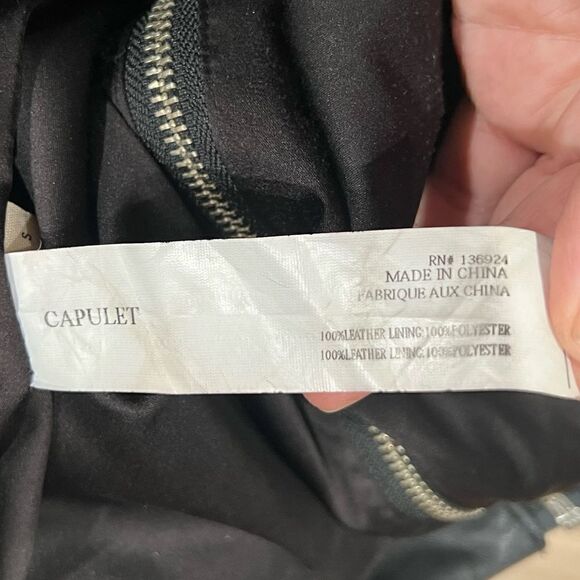 S
CAPULET
RN# 136924
MADE IN CHINA
FABRIQUE AUX CHINA
100%LEATHER LINING:100%POLYESTER
100%LEATHER LINING:100%POLYESTER